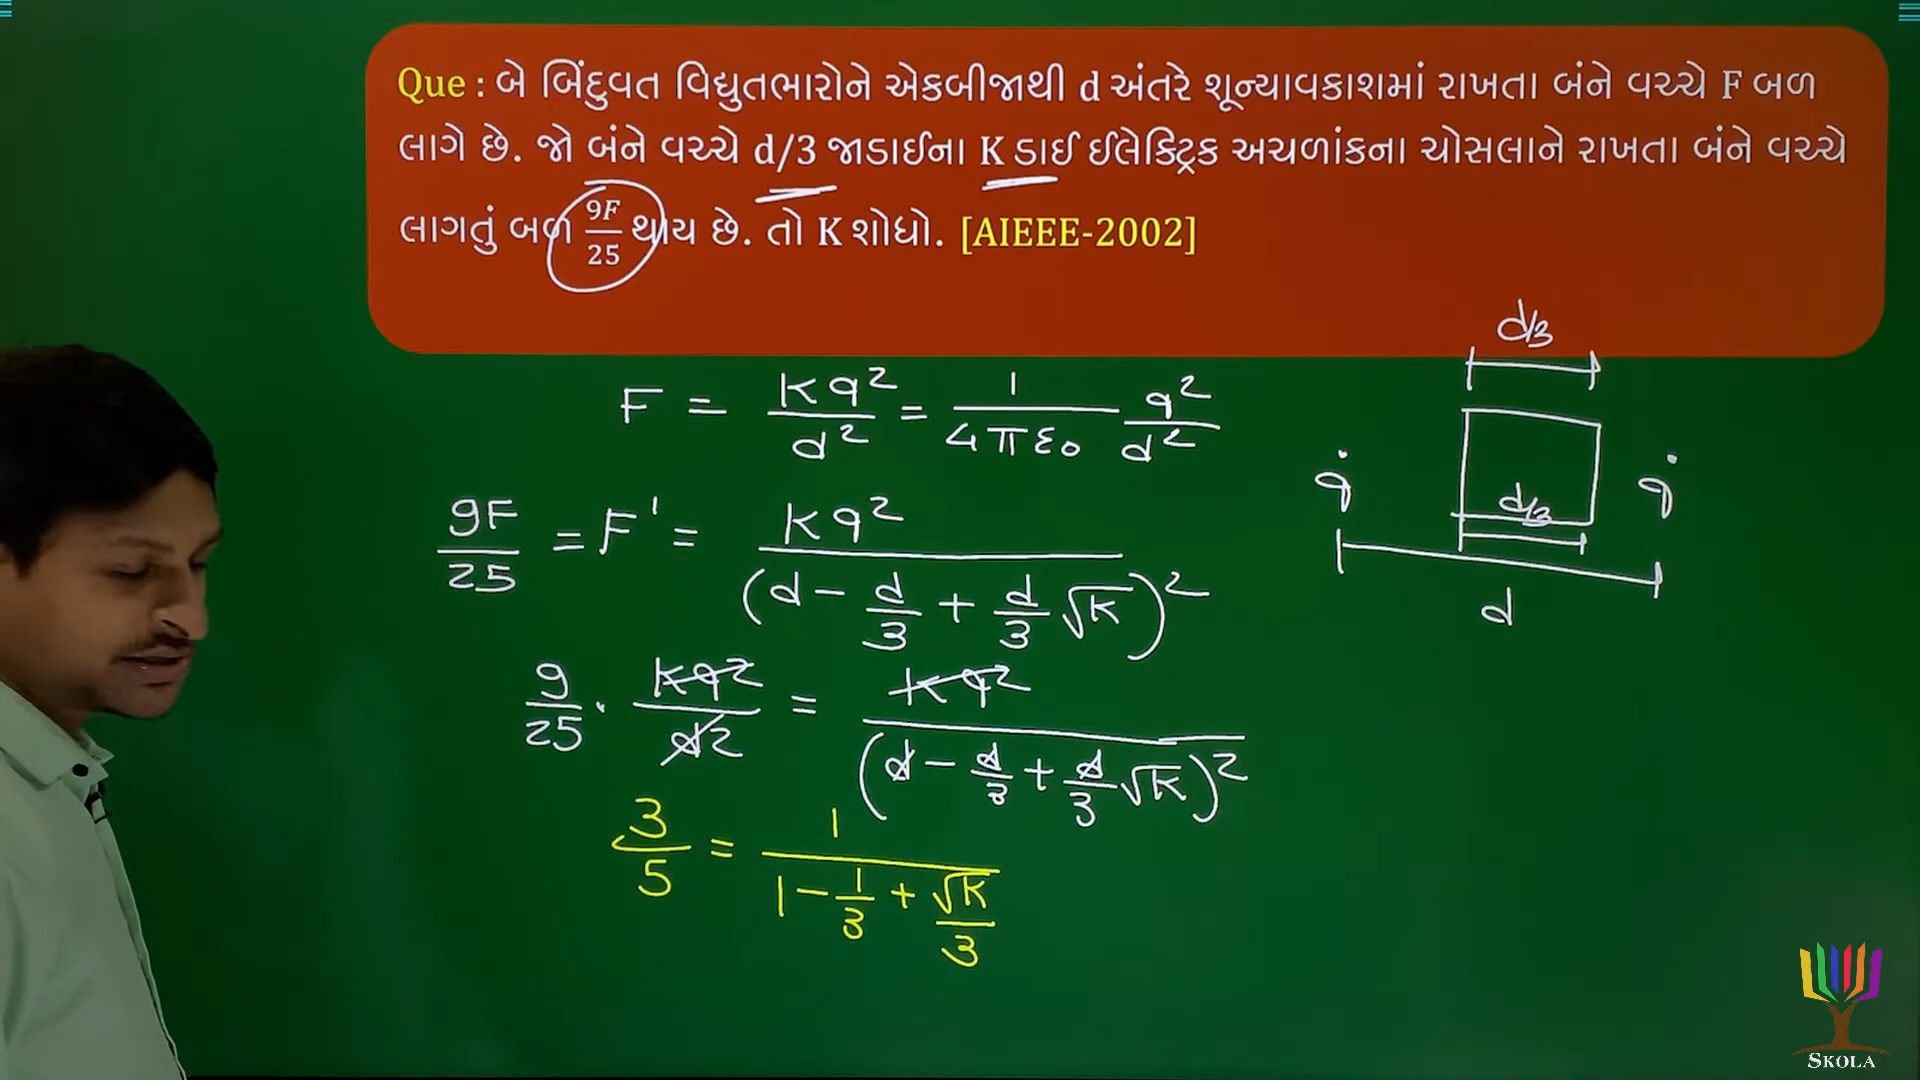 Que : બે બિંદુવત વિદ્યુતભારોને એકબીજાથી d અંતરે શૂન્યાવકાશમાં રાખતા બંને વચ્ચે F બળ
લાગે છે. જો બંને વચ્ચે d/3 જાડાઈના K ડાઈ ઈલેક્ટ્રિક અચળાંકના ચોસલાને રાખતા બંને વચ્ચે
લાગતું બળ 9F/25 થાય છે. તો K શોધો. [AIEEE-2002]
d/3
F = Kq²/d² = 1/4πε₀ q²/d²
q d/3 q
d
9F/25 = F' = Kq²/(d - d/3 + d/3 √K)²
9/25 · Kq²/d² = Kq²/(d - d/3 + d/3 √K)²
3/5 = 1/(1 - 1/3 + √K/3)
SKOLA